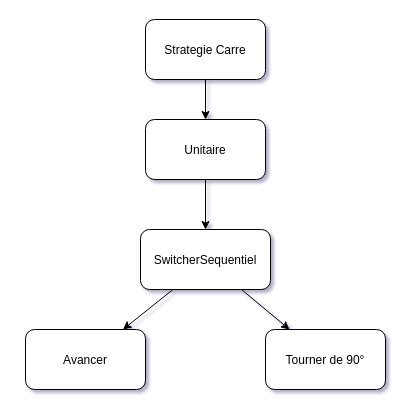 Strategie Carre
Unitaire
SwitcherSequentiel
Avancer
Tourner de 90°